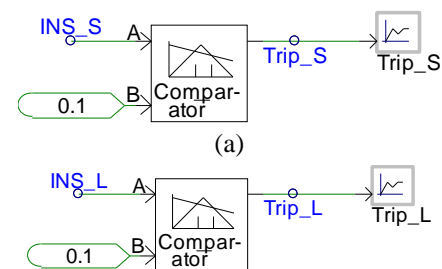 INS_S
A
Trip_S
Trip_S
B
0.1
Compar-
ator
(a)
INS_L
A
Trip_L
Trip_L
B
0.1
Compar-
ator